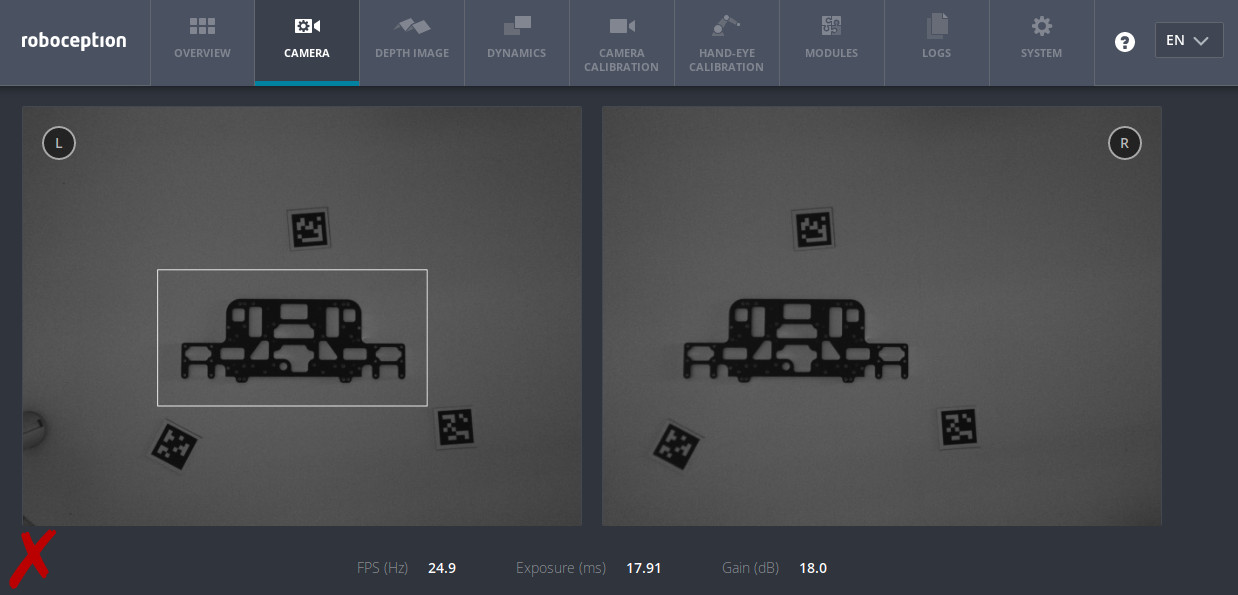 roboception
OVERVIEW
CAMERA
DEPTH IMAGE
DYNAMICS
CAMERA
CALIBRATION
HAND-EYE
CALIBRATION
MODULES
LOGS
SYSTEM
?
EN
L
R
FPS (Hz) 24.9 Exposure (ms) 17.91 Gain (dB) 18.0